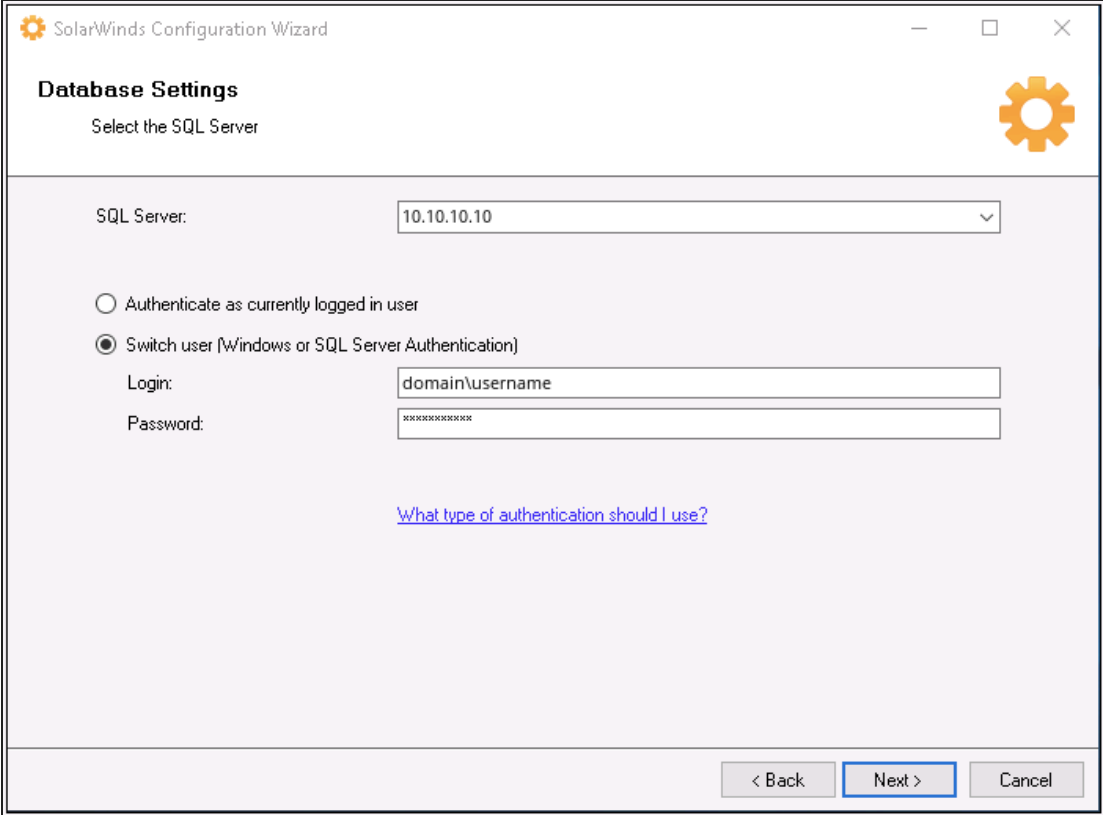 SolarWinds Configuration Wizard
Database Settings
Select the SQL Server
SQL Server: 10.10.10.10
Authenticate as currently logged in user
Switch user (Windows or SQL Server Authentication)
Login: domain\username
Password: ***********
What type of authentication should I use?
< Back Next > Cancel